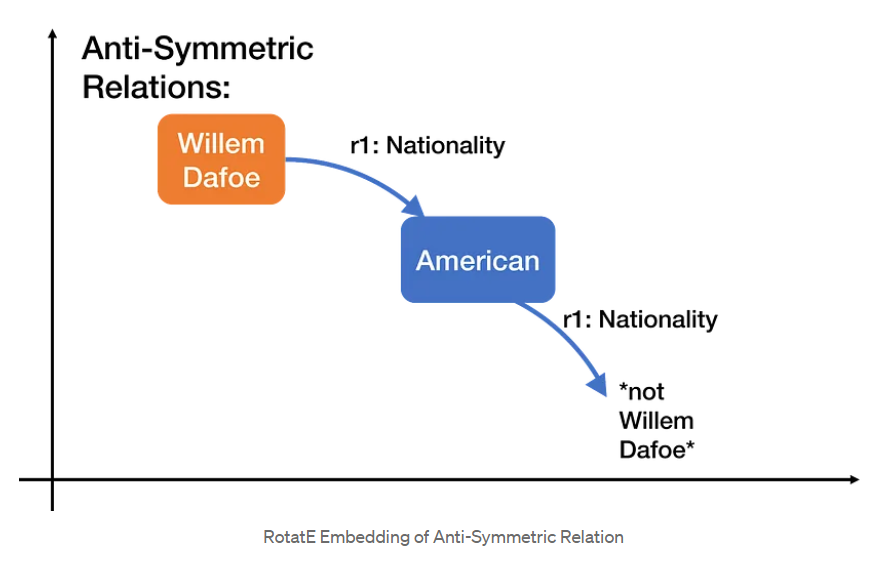 Anti-Symmetric
Relations:
Willem
Dafoe
r1: Nationality
American
r1: Nationality
*not
Willem
Dafoe*
RotatE Embedding of Anti-Symmetric Relation